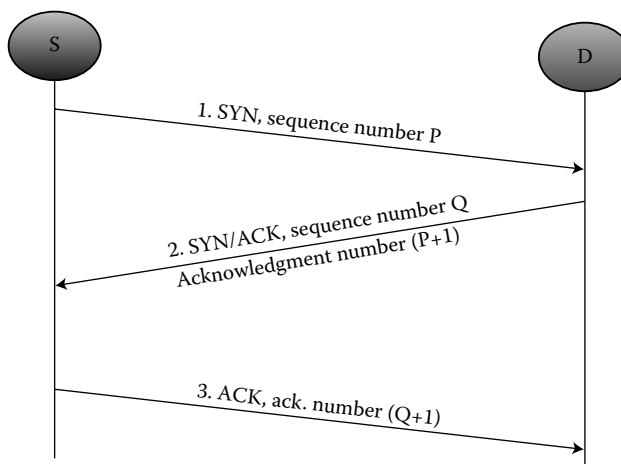 S
D
1. SYN, sequence number P
2. SYN/ACK, sequence number Q
Acknowledgment number (P+1)
3. ACK, ack. number (Q+1)